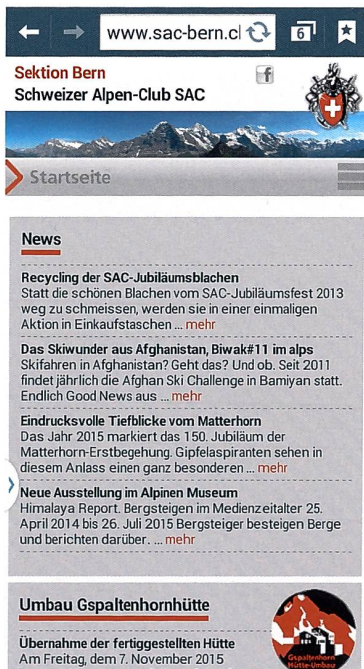 www.sac-bern.cl
6
Sektion Bern
Schweizer Alpen-Club SAC
f
Startseite
News
Recycling der SAC-Jubiläumsblachen
Statt die schönen Blachen vom SAC-Jubiläumsfest 2013
weg zu schmeissen, werden sie in einer einmaligen
Aktion in Einkaufstaschen ... mehr
Das Skiwunder aus Afghanistan, Biwak#11 im alps
Skifahren in Afghanistan? Geht das? Und ob. Seit 2011
findet jährlich die Afghan Ski Challenge in Bamiyan statt.
Endlich Good News aus ... mehr
Eindrucksvolle Tiefblicke vom Matterhorn
Das Jahr 2015 markiert das 150. Jubiläum der
Matterhorn-Erstbegehung. Gipfelaspiranten sehen in
diesem Anlass einen ganz besonderen ... mehr
Neue Ausstellung im Alpinen Museum
Himalaya Report. Bergsteigen im Medienzeitalter 25.
April 2014 bis 26. Juli 2015 Bergsteiger besteigen Berge
und berichten darüber. ... mehr
Umbau Gspaltenhornhütte
Übernahme der fertiggestellten Hütte
Am Freitag, dem 7. November 2015
Gspaltenhorn
Hütte-Umbau